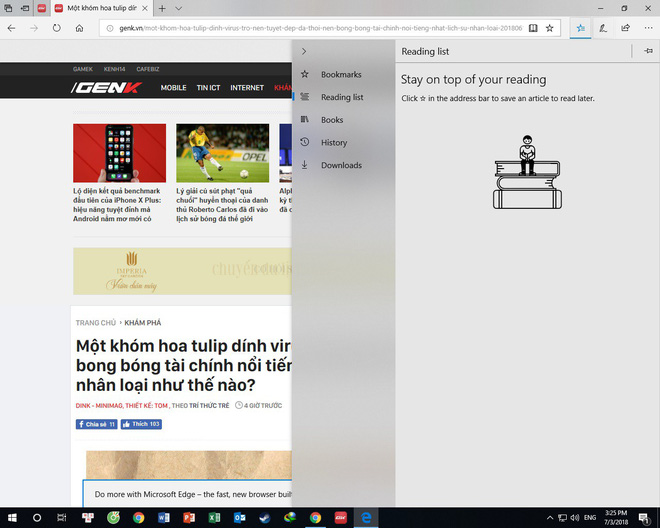 Một khóm hoa tulip dín
genk.vn/mot-khom-hoa-tulip-dinh-virus-tro-nen-tuyet-dep-da-thoi-nen-bong-bong-tai-chinh-noi-tieng-nhat-lich-su-nhan-loai-201806
Reading list
Bookmarks
Reading list
Books
History
Downloads
Stay on top of your reading
Click ☆ in the address bar to save an article to read later.
GAMEK KENH14 CAFEBIZ
GENK MOBILE TIN ICT INTERNET KHÁM
OPEL
Lộ diện kết quả benchmark
đầu tiên của iPhone X Plus:
hiệu năng tuyệt đỉnh mà
Android nằm mơ mới có
Lý giải cú sút phạt "quả
chuối" huyền thoại của danh
thủ Roberto Carlos đã đi vào
lịch sử bóng đá thế giới
Alp
kỳ t
đã c
IMPERIA
TRANG CHỦ › KHÁM PHÁ
Một khóm hoa tulip dính vir
bong bóng tài chính nổi tiến
nhân loại như thế nào?
DINK - MINIMAG, THIẾT KẾ: TOM , THEO TRÍ THỨC TRẺ 4 GIỜ TRƯỚC
Chia sẻ 11 Thích 103
Do more with Microsoft Edge – the fast, new browser buil
ENG
3:25 PM
7/3/2018
1